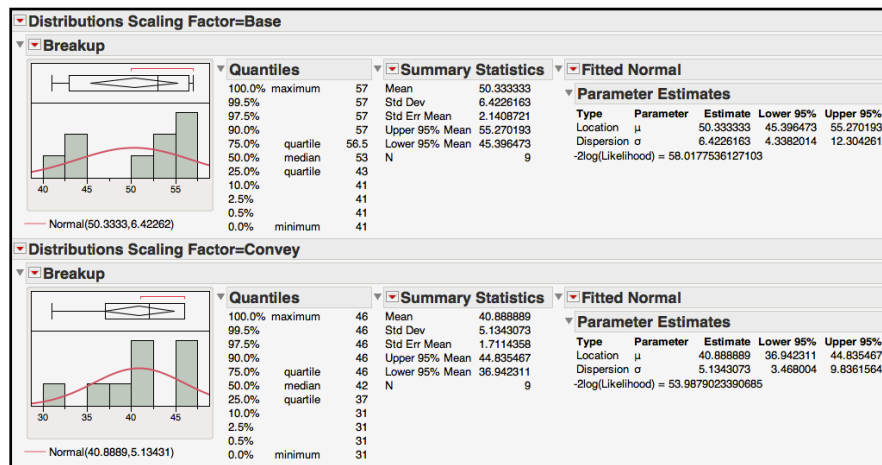 Distributions Scaling Factor=Base
Breakup
40 45 50 55
Normal(50.3333,6.42262)
Quantiles
100.0% maximum 57
99.5% 57
97.5% 57
90.0% 57
75.0% quartile 56.5
50.0% median 53
25.0% quartile 43
10.0% 41
2.5% 41
0.5% 41
0.0% minimum 41
Summary Statistics
Mean 50.333333
Std Dev 6.4226163
Std Err Mean 2.1408721
Upper 95% Mean 55.270193
Lower 95% Mean 45.396473
N 9
Fitted Normal
Parameter Estimates
Type Parameter Estimate Lower 95% Upper 95%
Location μ 50.333333 45.396473 55.270193
Dispersion σ 6.4226163 4.3382014 12.304261
-2log(Likelihood) = 58.0177536127103
Distributions Scaling Factor=Convey
Breakup
30 35 40 45
Normal(40.8889,5.13431)
Quantiles
100.0% maximum 46
99.5% 46
97.5% 46
90.0% 46
75.0% quartile 46
50.0% median 42
25.0% quartile 37
10.0% 31
2.5% 31
0.5% 31
0.0% minimum 31
Summary Statistics
Mean 40.888889
Std Dev 5.1343073
Std Err Mean 1.7114358
Upper 95% Mean 44.835467
Lower 95% Mean 36.942311
N 9
Fitted Normal
Parameter Estimates
Type Parameter Estimate Lower 95% Upper 95%
Location μ 40.888889 36.942311 44.835467
Dispersion σ 5.1343073 3.468004 9.8361564
-2log(Likelihood) = 53.9879023390685